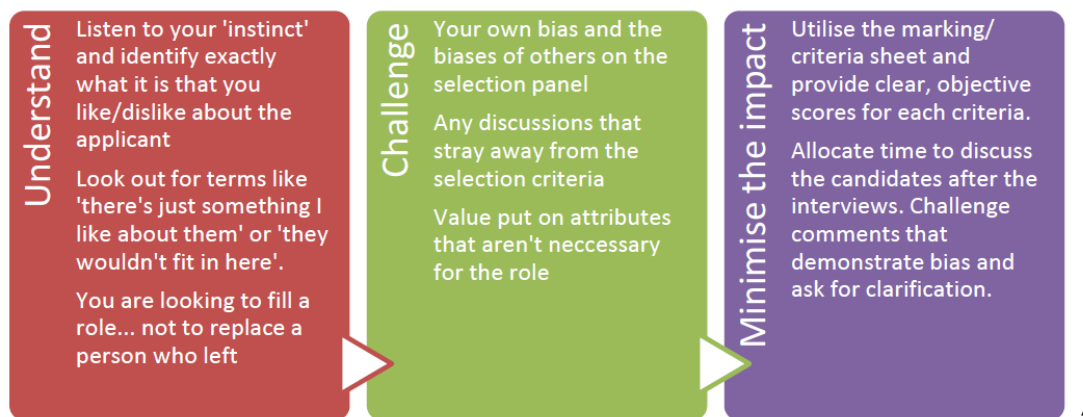 Understand
Listen to your 'instinct'
and identify exactly
what it is that you
like/dislike about the
applicant
Look out for terms like
'there's just something I
like about them' or 'they
wouldn't fit in here'.
You are looking to fill a
role... not to replace a
person who left
Challenge
Your own bias and the
biases of others on the
selection panel
Any discussions that
stray away from the
selection criteria
Value put on attributes
that aren't neccessary
for the role
Minimise the impact
Utilise the marking/
criteria sheet and
provide clear, objective
scores for each criteria.
Allocate time to discuss
the candidates after the
interviews. Challenge
comments that
demonstrate bias and
ask for clarification.